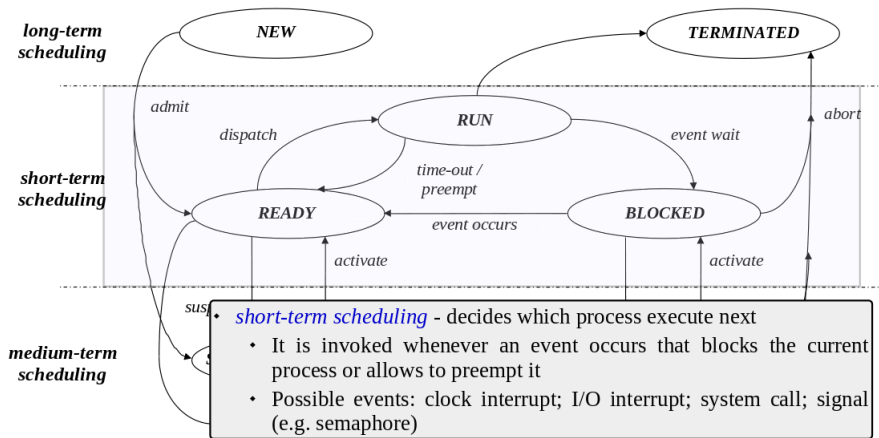 long-term
scheduling
NEW
TERMINATED
admit
RUN
abort
dispatch
event wait
time-out /
preempt
short-term
scheduling
READY
BLOCKED
event occurs
activate
activate
medium-term
scheduling
• short-term scheduling - decides which process execute next
• It is invoked whenever an event occurs that blocks the current
process or allows to preempt it
• Possible events: clock interrupt; I/O interrupt; system call; signal
(e.g. semaphore)